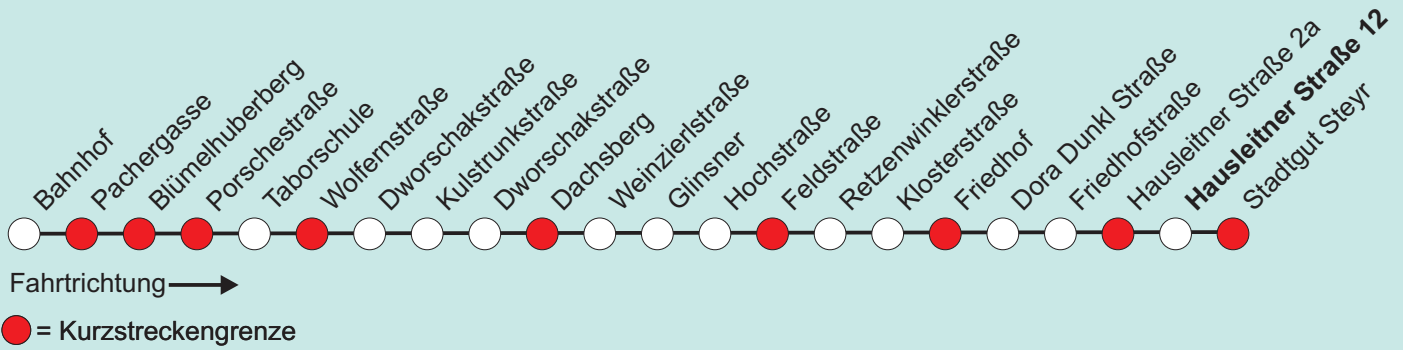 Bahnhof
Pachergasse
Blümelhuberberg
Porschestraße
Taborschule
Wolfernstraße
Dworschakstraße
Kulstrunkstraße
Dworschakstraße
Dachsberg
Weinzierlstraße
Glinsner
Hochstraße
Feldstraße
Retzenwinklerstraße
Klosterstraße
Friedhof
Dora Dunkl Straße
Friedhofstraße
Hausleitner Straße 2a
Hausleitner Straße 12
Stadtgut Steyr
Fahrtrichtung
= Kurzstreckengrenze